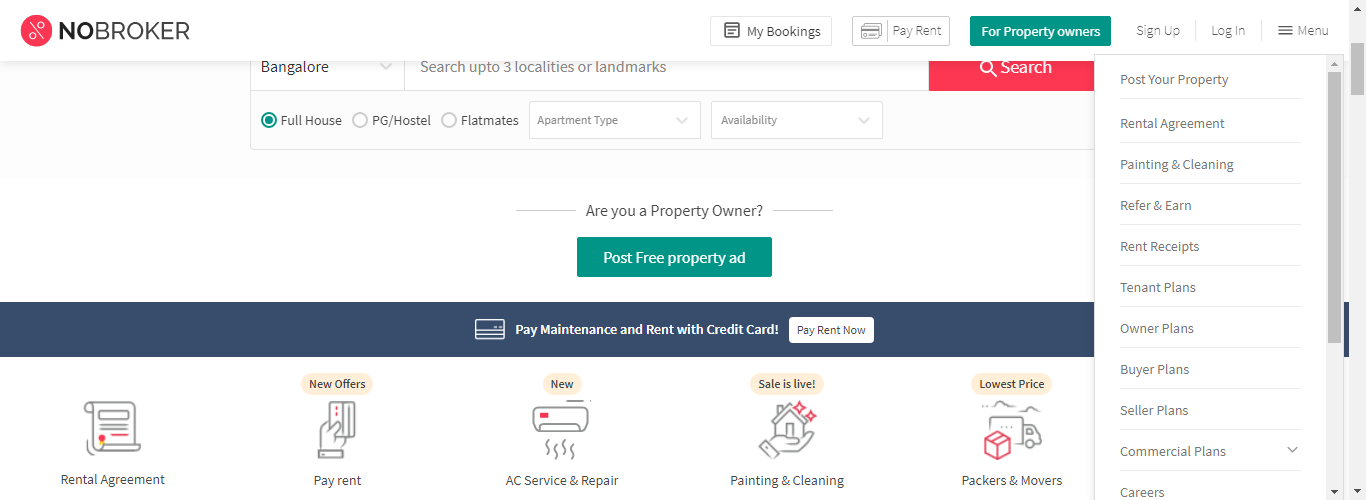 NOBROKER
My Bookings
Pay Rent
For Property owners
Sign Up
Log In
Menu
Bangalore
Search upto 3 localities or landmarks
Search
Full House
PG/Hostel
Flatmates
Apartment Type
Availability
Are you a Property Owner?
Post Free property ad
Pay Maintenance and Rent with Credit Card!
Pay Rent Now
New Offers
New
Sale is live!
Lowest Price
Rental Agreement
Pay rent
AC Service & Repair
Painting & Cleaning
Packers & Movers
Post Your Property
Rental Agreement
Painting & Cleaning
Refer & Earn
Rent Receipts
Tenant Plans
Owner Plans
Buyer Plans
Seller Plans
Commercial Plans
Careers